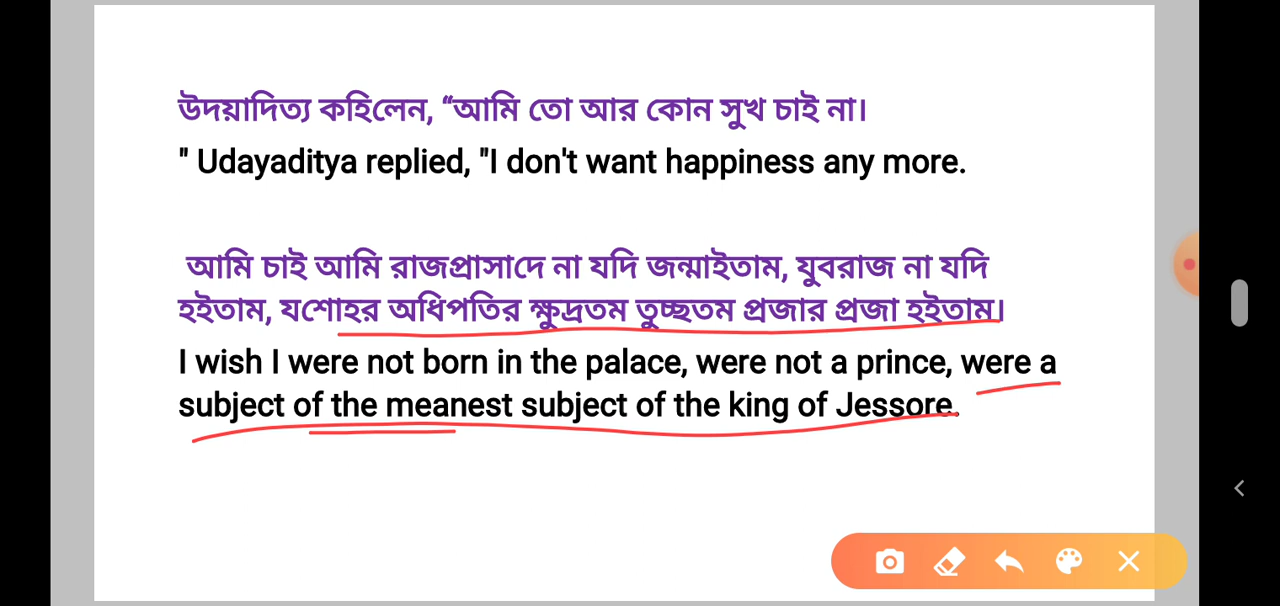 উদয়াদিত্য কহিলেন, “আমি তো আর কোন সুখ চাই না।
" Udayaditya replied, "I don't want happiness any more.
আমি চাই আমি রাজপ্রাসাদে না যদি জন্মাইতাম, যুবরাজ না যদি
হইতাম, যশোহর অধিপতির ক্ষুদ্রতম তুচ্ছতম প্রজার প্রজা হইতাম।
I wish I were not born in the palace, were not a prince, were a
subject of the meanest subject of the king of Jessore.